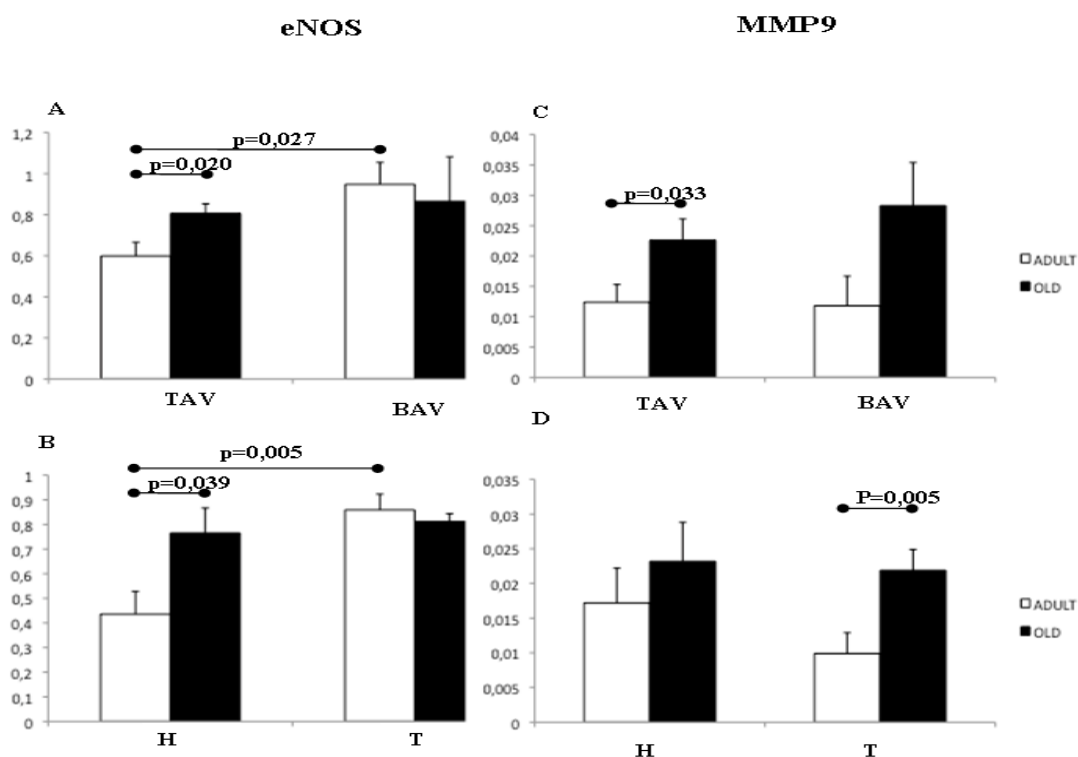 eNOS
MMP9
A
1,2
1
0,8
0,6
0,4
0,2
0
p=0,027
p=0,020
TAV
BAV
C
0,04
0,035
0,03
0,025
0,02
0,015
0,01
0,005
0
p=0,033
TAV
BAV
ADULT
OLD
B
1
0,9
0,8
0,7
0,6
0,5
0,4
0,3
0,2
0,1
0
p=0,005
p=0,039
H
T
D
0,035
0,03
0,025
0,02
0,015
0,01
0,005
0
P=0,005
H
T
ADULT
OLD